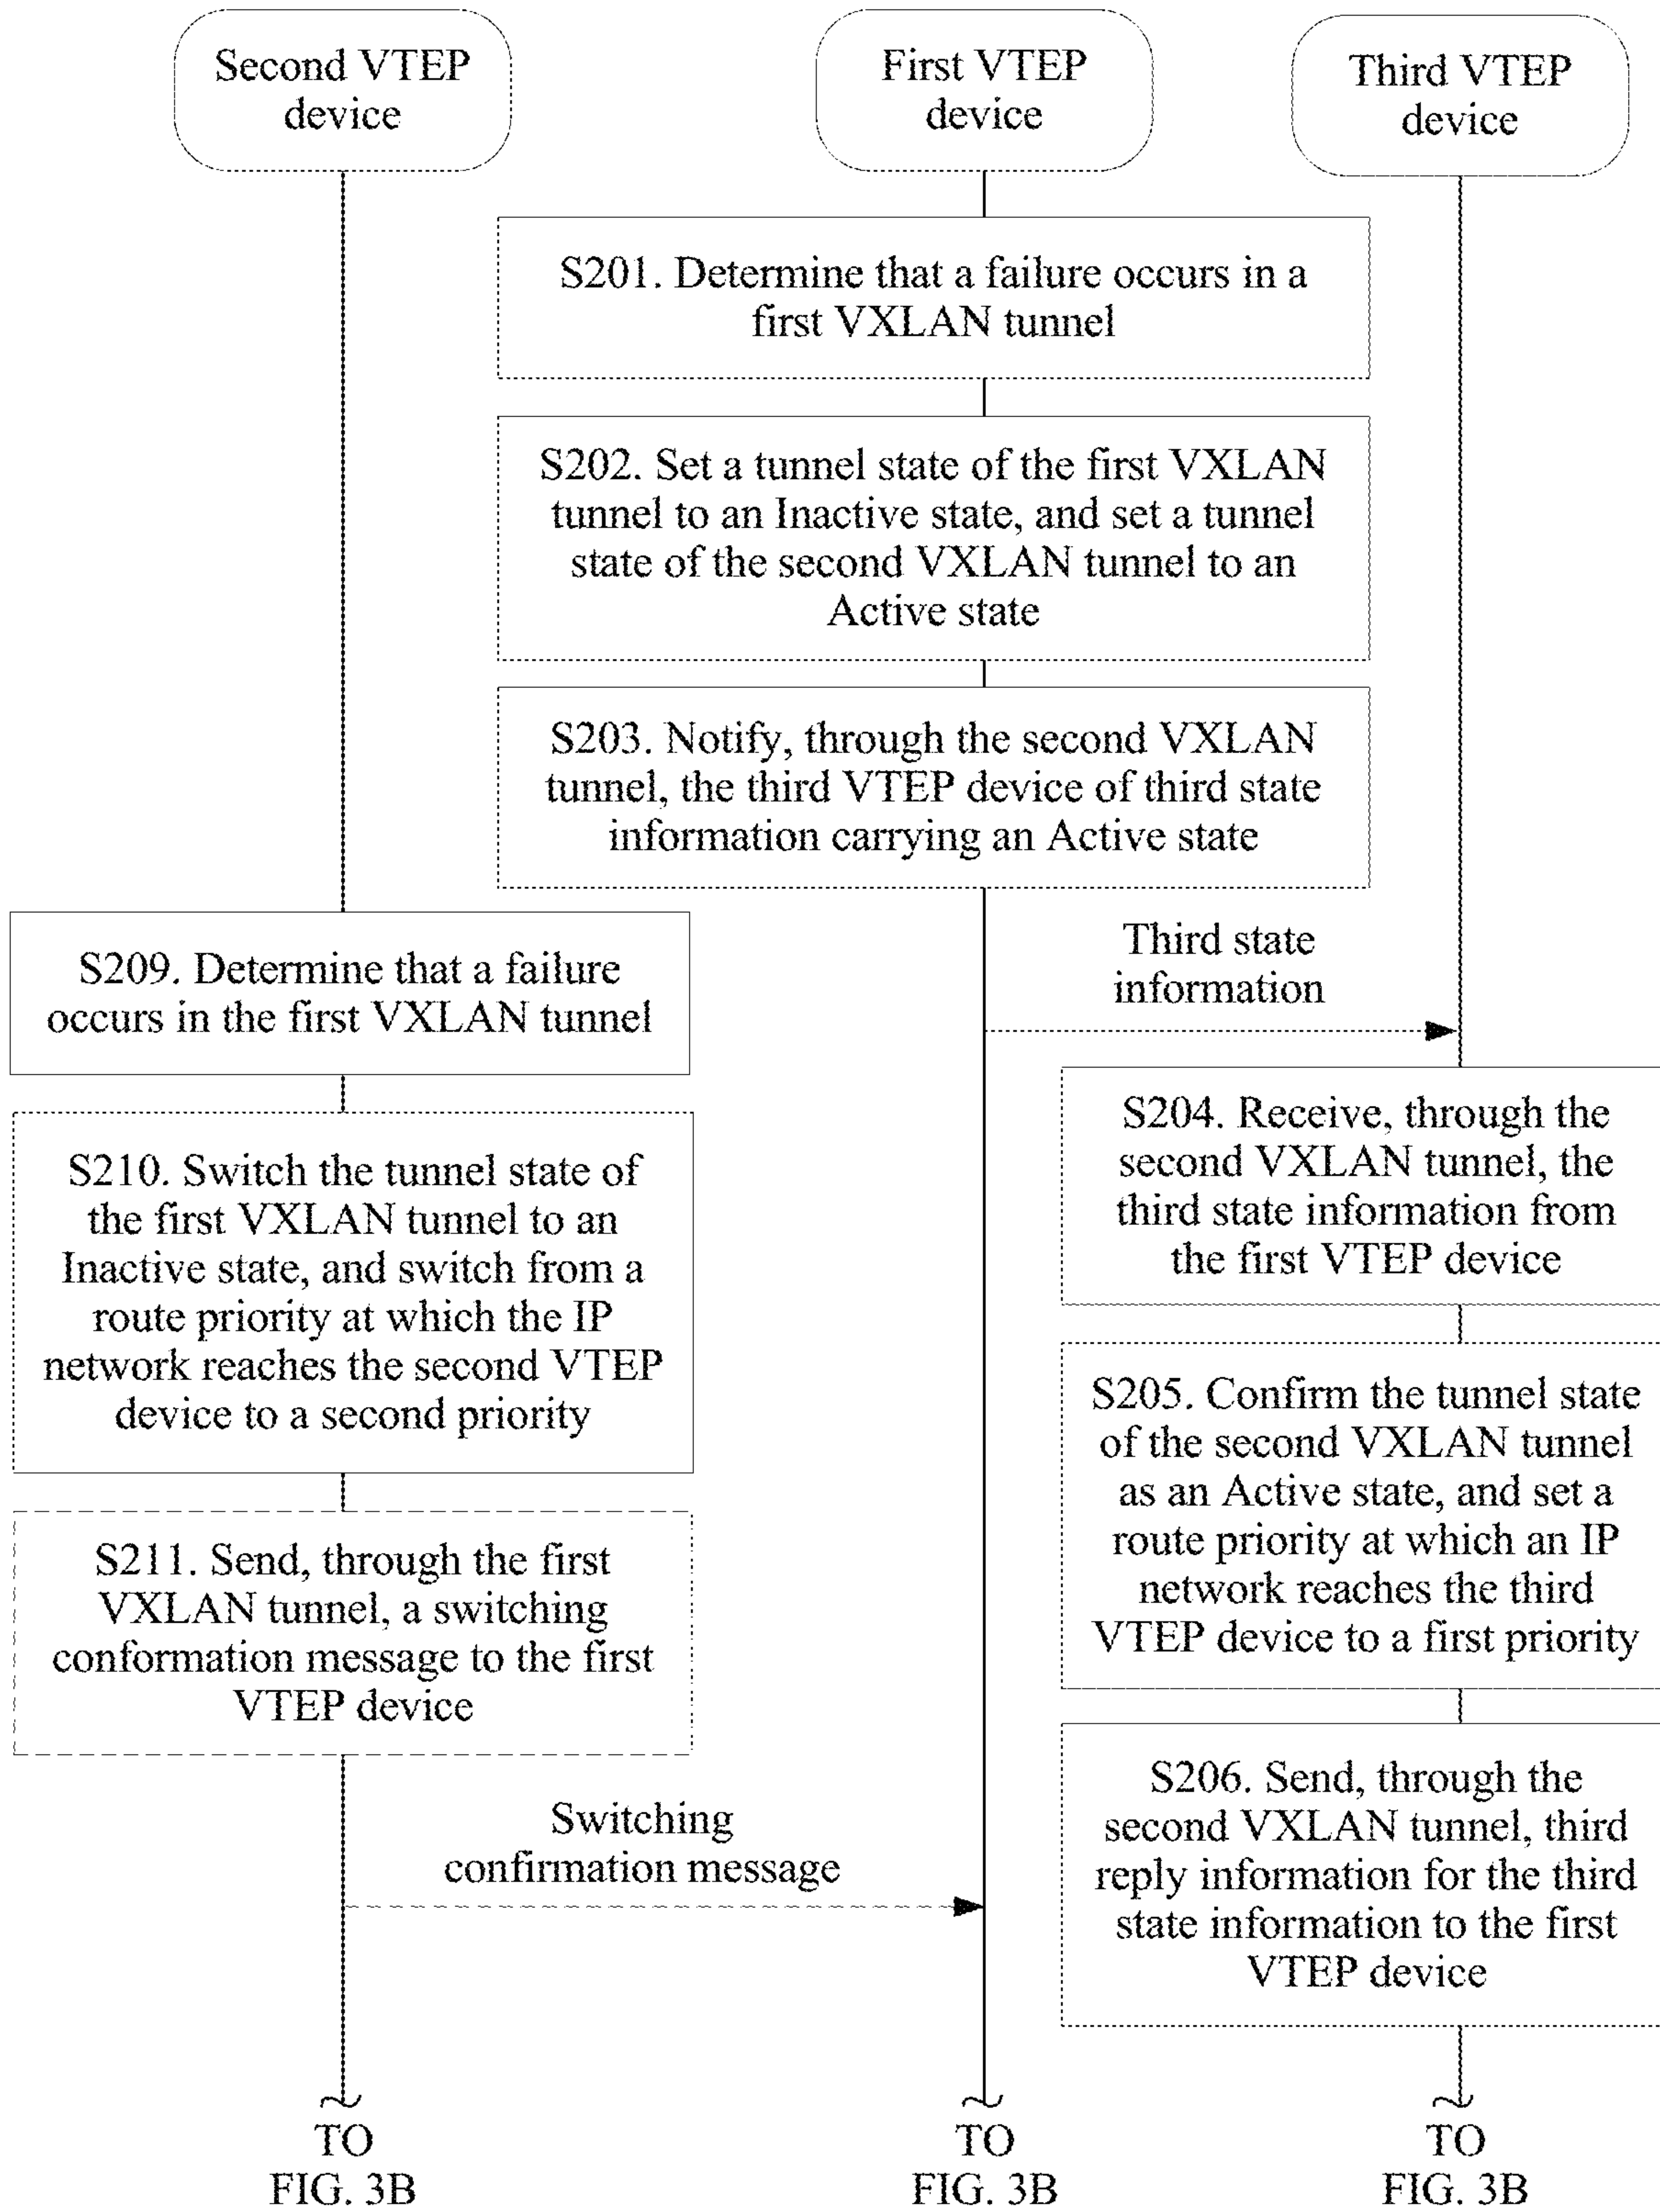 Second VTEP
device
First VTEP
device
Third VTEP
device
S201. Determine that a failure occurs in a
first VXLAN tunnel
S202. Set a tunnel state of the first VXLAN
tunnel to an Inactive state, and set a tunnel
state of the second VXLAN tunnel to an
Active state
S203. Notify, through the second VXLAN
tunnel, the third VTEP device of third state
information carrying an Active state
S209. Determine that a failure
occurs in the first VXLAN tunnel
Third state
information
S204. Receive, through the
second VXLAN tunnel, the
third state information from
the first VTEP device
S210. Switch the tunnel state of
the first VXLAN tunnel to an
Inactive state, and switch from a
route priority at which the IP
network reaches the second VTEP
device to a second priority
S205. Confirm the tunnel state
of the second VXLAN tunnel
as an Active state, and set a
route priority at which an IP
network reaches the third
VTEP device to a first priority
S211. Send, through the first
VXLAN tunnel, a switching
conformation message to the first
VTEP device
Switching
confirmation message
S206. Send, through the
second VXLAN tunnel, third
reply information for the third
state information to the first
VTEP device
TO
FIG. 3B
TO
FIG. 3B
TO
FIG. 3B